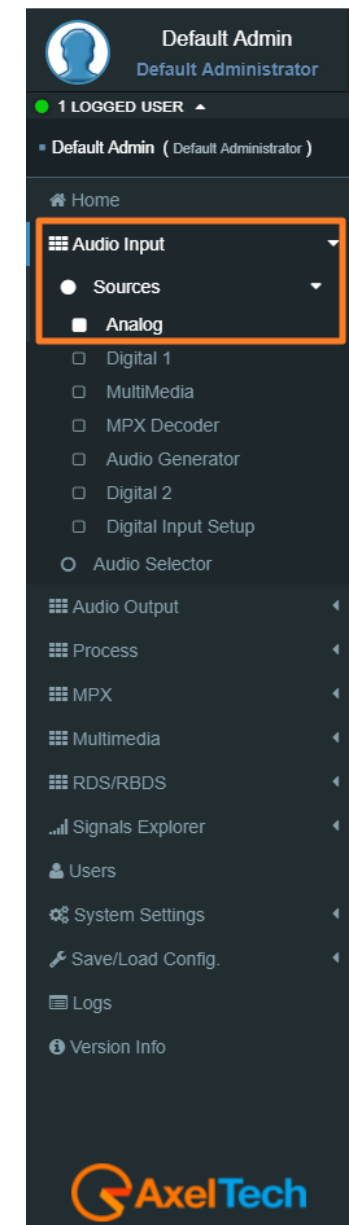 Default Admin
Default Administrator
1 LOGGED USER
Default Admin ( Default Administrator )
Home
Audio Input
Sources
Analog
Digital 1
MultiMedia
MPX Decoder
Audio Generator
Digital 2
Digital Input Setup
Audio Selector
Audio Output
Process
MPX
Multimedia
RDS/RBDS
Signals Explorer
Users
System Settings
Save/Load Config.
Logs
Version Info
AxelTech